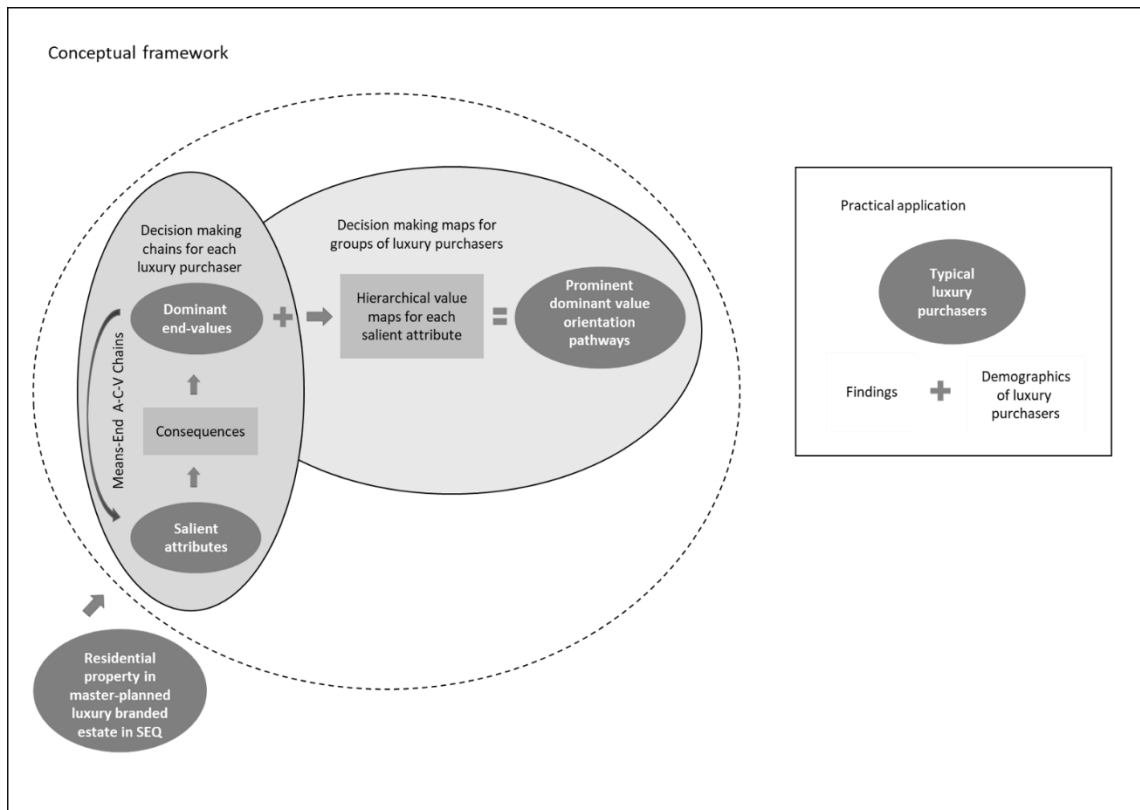 Conceptual framework
Decision making
chains for each
luxury purchaser
Dominant
end-values
Means-End A-C-V Chains
Consequences
Salient
attributes
Residential
property in
master-planned
luxury branded
estate in SEQ
Decision making maps for
groups of luxury purchasers
+
Hierarchical value
maps for each
salient attribute
=
Prominent
dominant value
orientation
pathways
Practical application
Typical
luxury
purchasers
Findings
+
Demographics
of luxury
purchasers